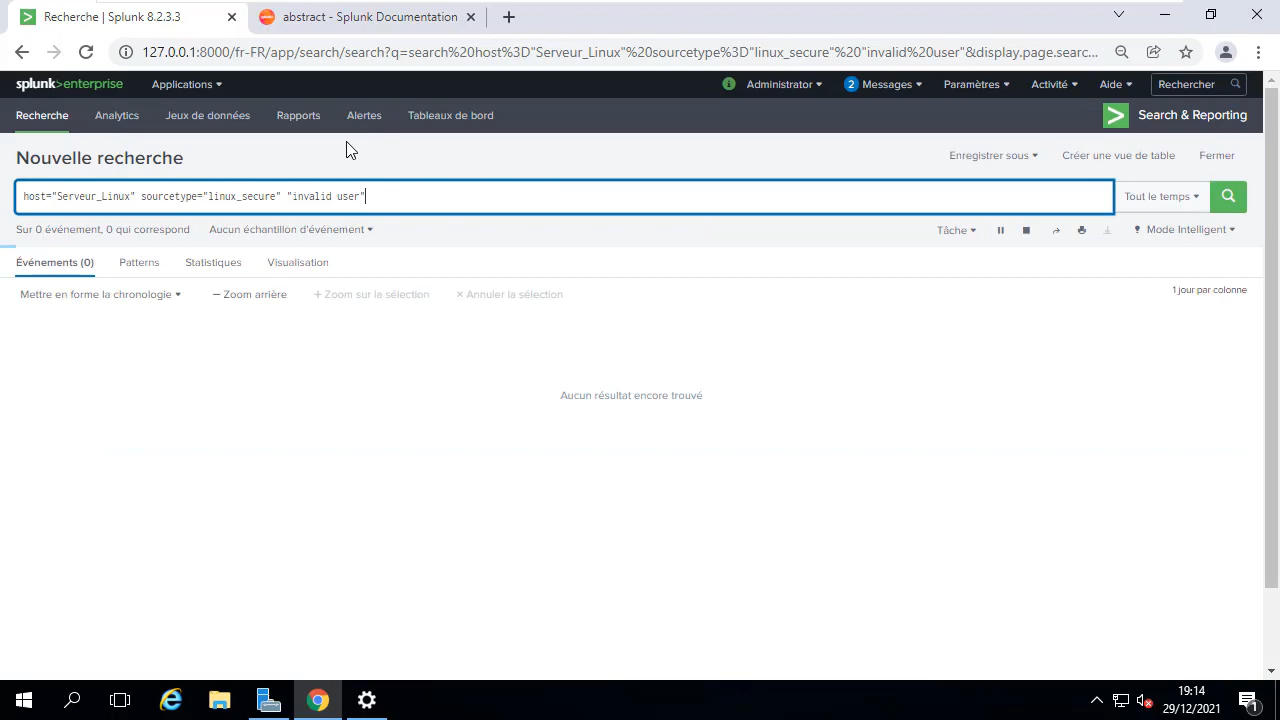 Recherche | Splunk 8.2.3.3
abstract - Splunk Documentation
127.0.0.1:8000/fr-FR/app/search/search?q=search%20host%3D"Serveur_Linux"%20sourcetype%3D"linux_secure"%20"invalid%20user"&display.page.searc...
splunk>enterprise
Applications
Administrator
2 Messages
Paramètres
Activité
Aide
Rechercher
Recherche
Analytics
Jeux de données
Rapports
Alertes
Tableaux de bord
Search & Reporting
Nouvelle recherche
Enregistrer sous
Créer une vue de table
Fermer
host="Serveur_Linux" sourcetype="linux_secure" "invalid user"
Tout le temps
Sur 0 événement, 0 qui correspond
Aucun échantillon d'événement
Tâche
Mode Intelligent
Événements (0)
Patterns
Statistiques
Visualisation
Mettre en forme la chronologie
— Zoom arrière
+ Zoom sur la sélection
× Annuler la sélection
1 jour par colonne
Aucun résultat encore trouvé
19:14
29/12/2021
1